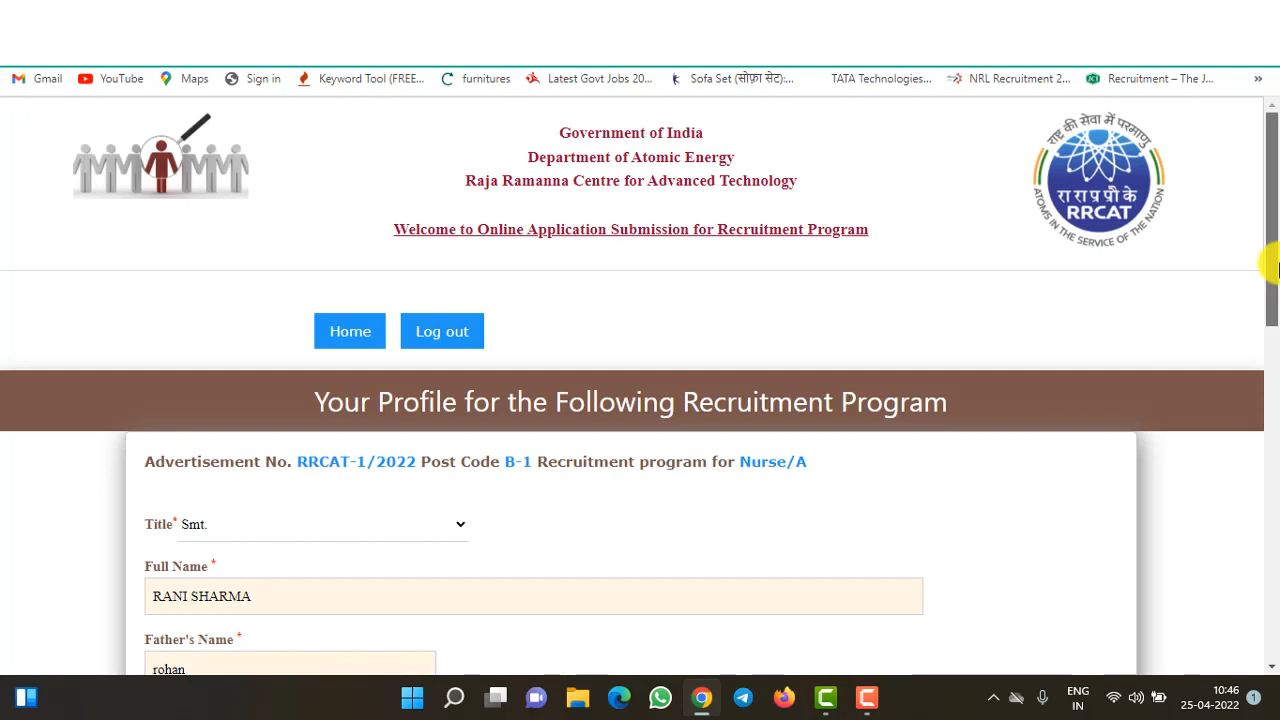 Gmail
YouTube
Maps
Sign in
Keyword Tool (FREE...
furnitures
Latest Govt Jobs 20...
Sofa Set (सोफ़ा सेट):...
TATA Technologies...
NRL Recruitment 2...
Recruitment – The J...
»
Government of India
Department of Atomic Energy
Raja Ramanna Centre for Advanced Technology
Welcome to Online Application Submission for Recruitment Program
राष्ट्र की सेवा में परमाणु
रा रा प्र प्रौ के
RRCAT
ATOMS IN THE SERVICE OF THE NATION
Home
Log out
Your Profile for the Following Recruitment Program
Advertisement No. RRCAT-1/2022 Post Code B-1 Recruitment program for Nurse/A
Title* Smt.
Full Name *
RANI SHARMA
Father's Name *
rohan
ENG
IN
10:46
25-04-2022
1